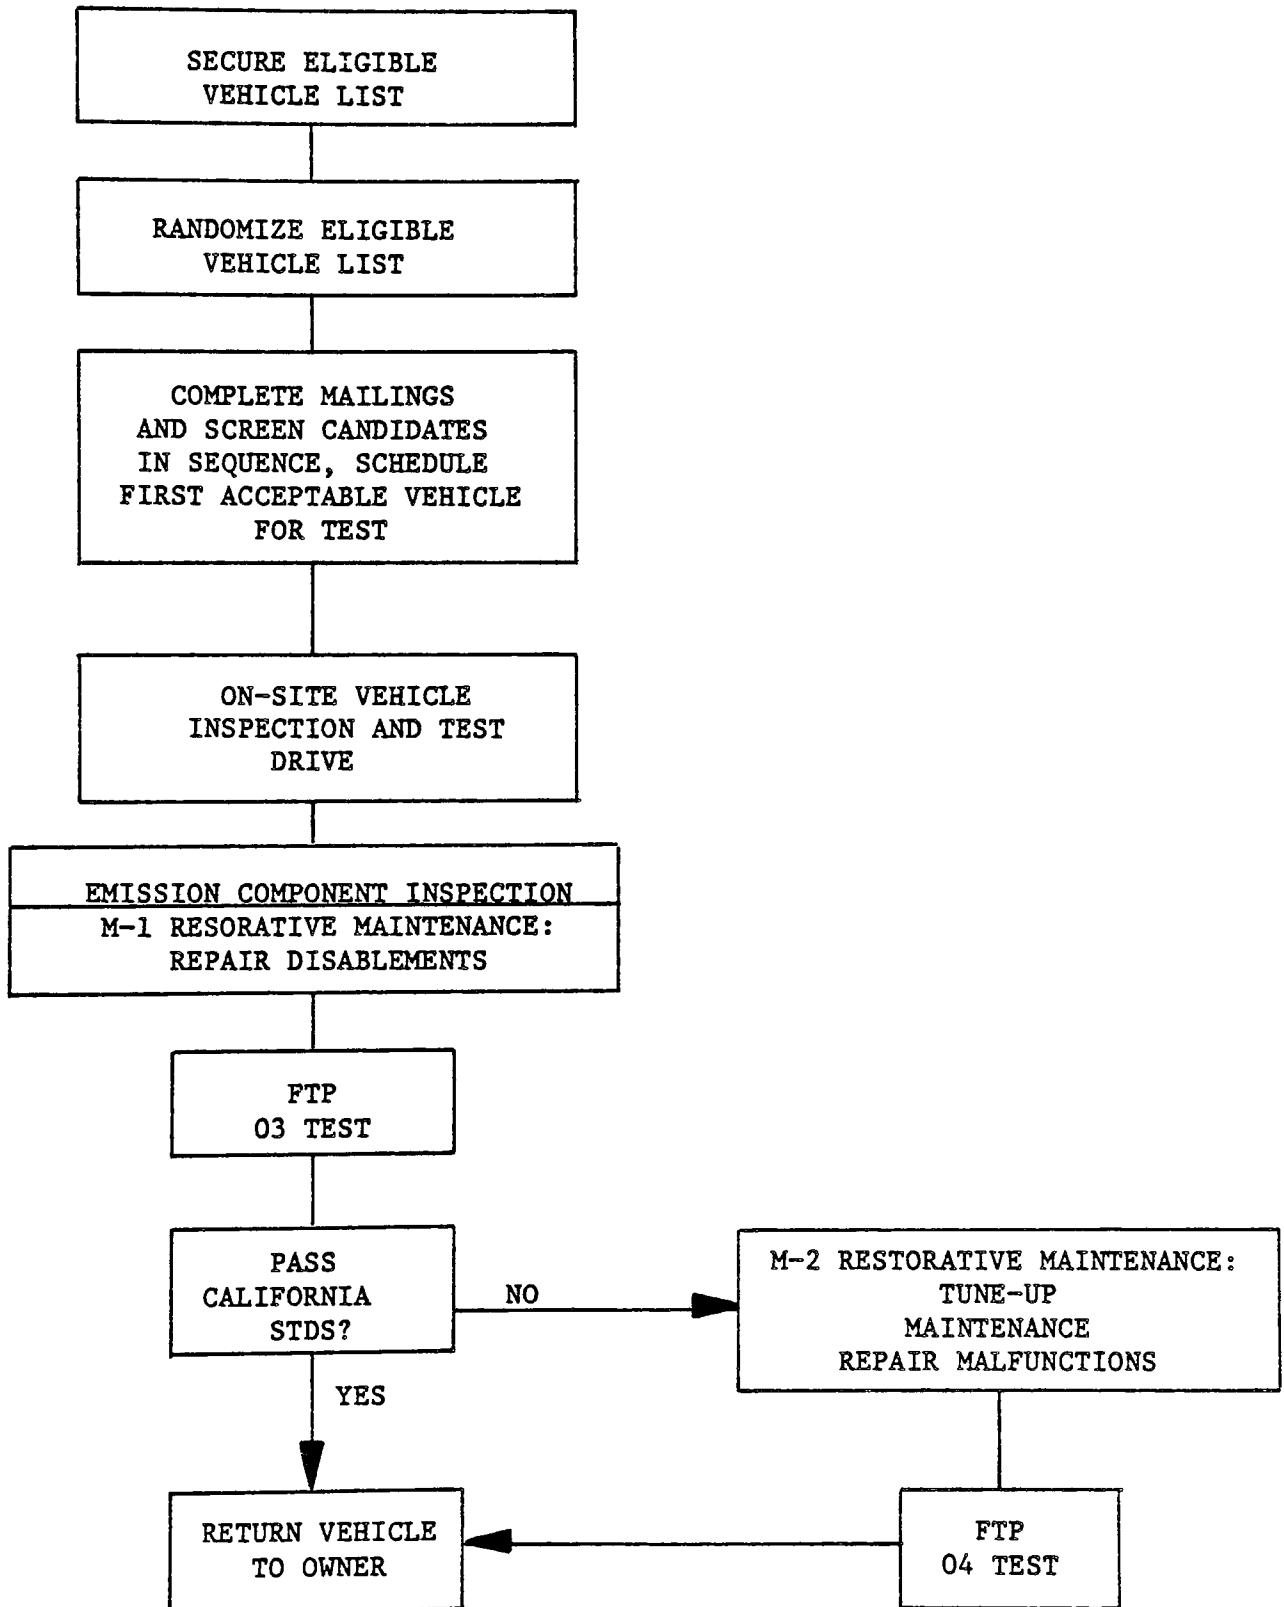 SECURE ELIGIBLE
VEHICLE LIST
RANDOMIZE ELIGIBLE
VEHICLE LIST
COMPLETE MAILINGS
AND SCREEN CANDIDATES
IN SEQUENCE, SCHEDULE
FIRST ACCEPTABLE VEHICLE
FOR TEST
ON-SITE VEHICLE
INSPECTION AND TEST
DRIVE
EMISSION COMPONENT INSPECTION
M-1 RESORATIVE MAINTENANCE:
REPAIR DISABLEMENTS
FTP
03 TEST
PASS
CALIFORNIA
STDS?
NO
M-2 RESTORATIVE MAINTENANCE:
TUNE-UP
MAINTENANCE
REPAIR MALFUNCTIONS
YES
RETURN VEHICLE
TO OWNER
FTP
04 TEST